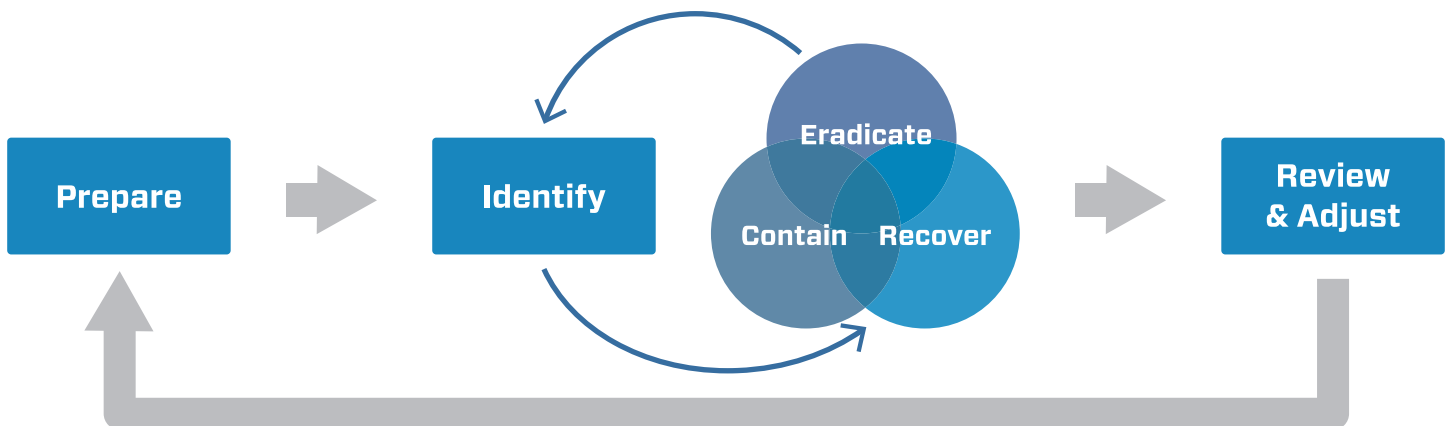 Prepare
Identify
Eradicate
Contain
Recover
Review
& Adjust